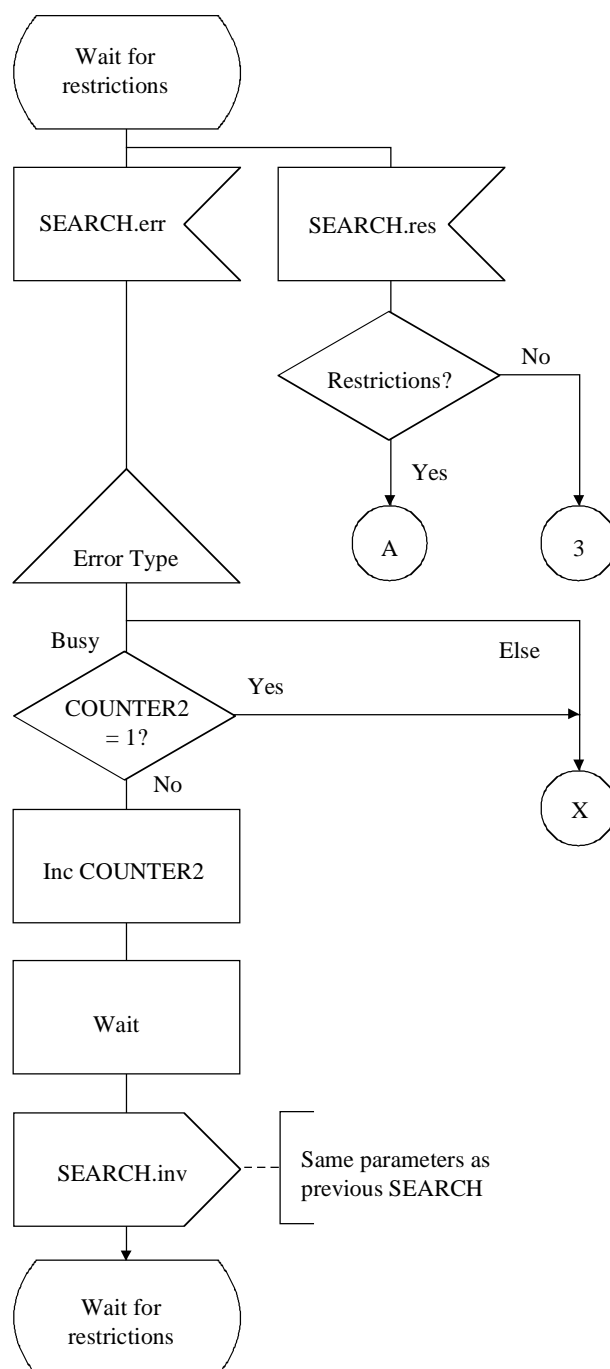 Wait for
restrictions
SEARCH.err
SEARCH.res
Restrictions?
No
Yes
A
3
Error Type
Busy
Else
COUNTER2
= 1?
Yes
No
X
Inc COUNTER2
Wait
SEARCH.inv
Same parameters as
previous SEARCH
Wait for
restrictions